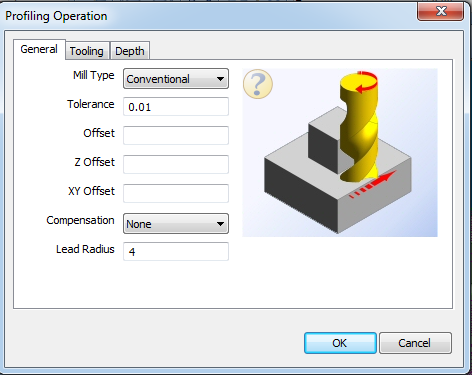 Profiling Operation
General Tooling Depth
Mill Type Conventional
Tolerance 0.01
Offset
Z Offset
XY Offset
Compensation None
Lead Radius 4
?
OK Cancel